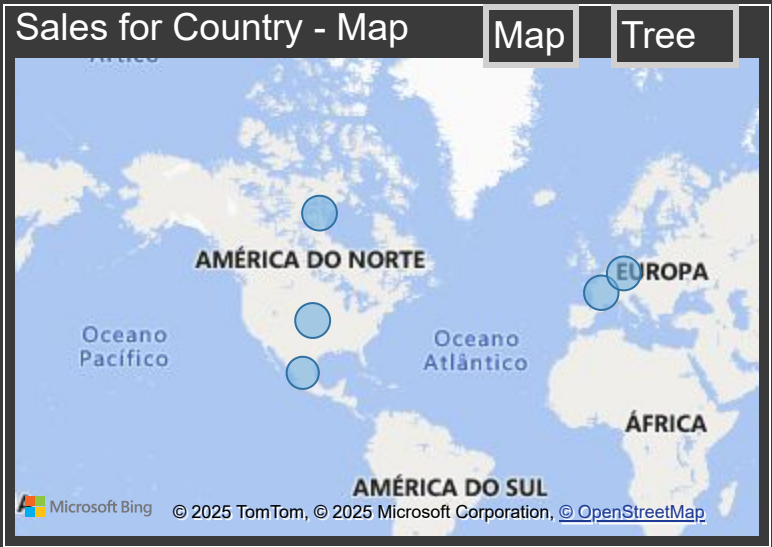 Sales for Country - Map
Map
Tree
Ártico
AMÉRICA DO NORTE
EUROPA
Oceano
Pacífico
Oceano
Atlântico
ÁFRICA
AMÉRICA DO SUL
Microsoft Bing
© 2025 TomTom, © 2025 Microsoft Corporation, © OpenStreetMap